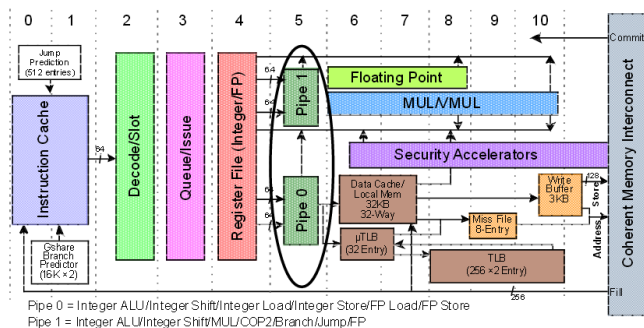 0 1 2 3 4 5 6 7 8 9 10
Jump
Prediction
(512 entries)
Instruction Cache
64
Gshare
Branch
Predictor
(16K ×2)
Decode/Slot
Queue/Issue
Register File (Integer/FP)
64
64
64
64
Pipe 1
Pipe 0
Floating Point
MUL/VMUL
Security Accelerators
Data Cache/
Local Mem
32KB
32-Way
µTLB
(32 Entry)
Miss File
8-Entry
TLB
(256 ×2 Entry)
Write
Buffer
3KB
128
Store
Address
Commit
Coherent Memory Interconnect
Fill
256
Pipe 0 = Integer ALU/Integer Shift/Integer Load/Integer Store/FP Load/FP Store
Pipe 1 = Integer ALU/Integer Shift/MUL/COP2/Branch/Jump/FP